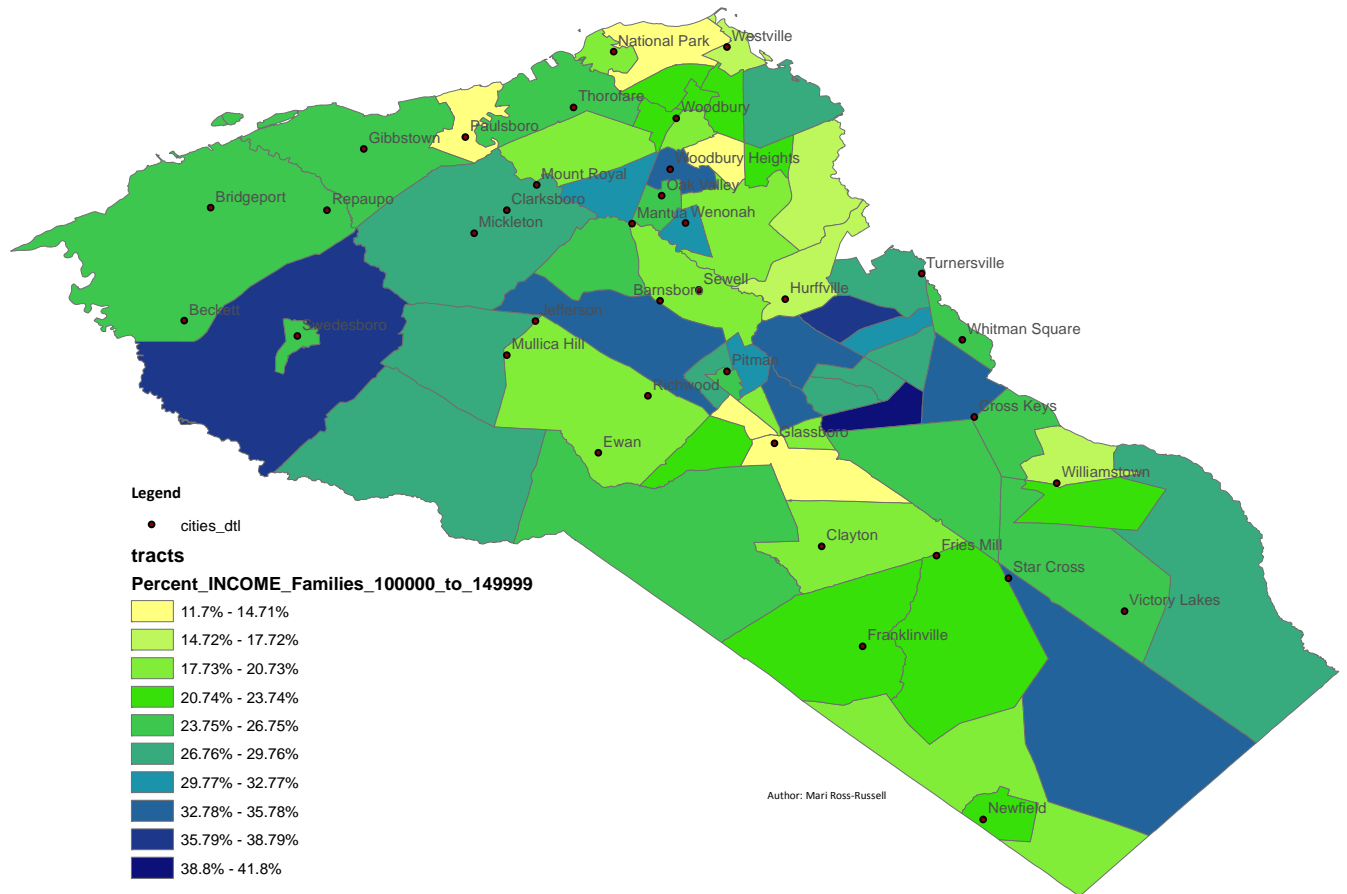 National Park
Westville
Thorofare
Woodbury
Paulsboro
Gibbstown
Woodbury Heights
Mount Royal
Oak Valley
Bridgeport
Repaupo
Clarksboro
Mickleton
Mantua
Wenonah
Turnersville
Sewell
Barnsboro
Hurffville
Beckett
Swedesboro
Jefferson
Whitman Square
Mullica Hill
Pitman
Richwood
Cross Keys
Glassboro
Ewan
Williamstown
Clayton
Fries Mill
Star Cross
Victory Lakes
Franklinville
Newfield
Legend
cities_dtl
tracts
Percent_INCOME_Families_100000_to_149999
11.7% - 14.71%
14.72% - 17.72%
17.73% - 20.73%
20.74% - 23.74%
23.75% - 26.75%
26.76% - 29.76%
29.77% - 32.77%
32.78% - 35.78%
35.79% - 38.79%
38.8% - 41.8%
Author: Mari Ross-Russell